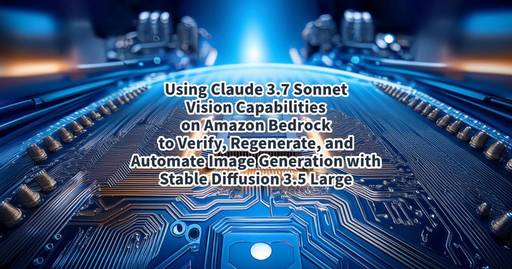 Using Claude 3.7 Sonnet
Vision Capabilities
on Amazon Bedrock
to Verify, Regenerate, and
Automate Image Generation with
Stable Diffusion 3.5 Large